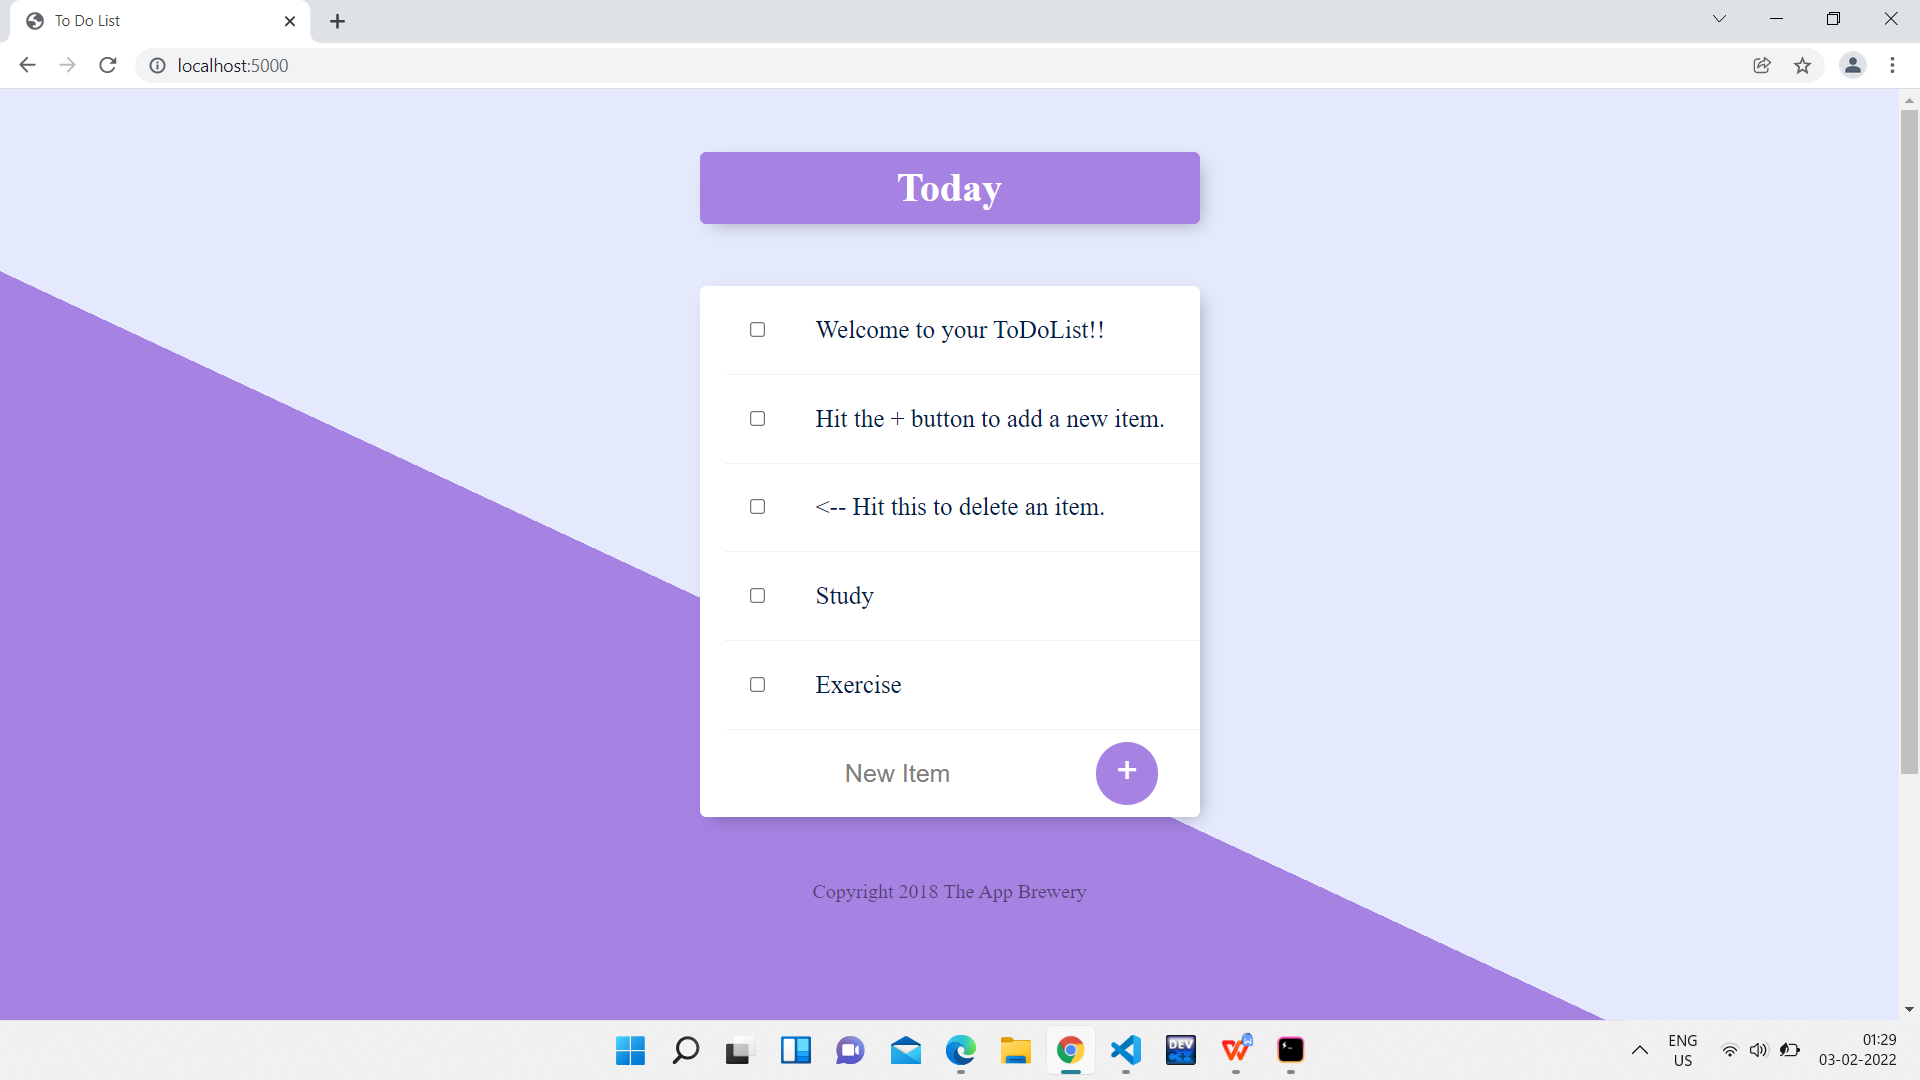 To Do List
localhost:5000
Today
Welcome to your ToDoList!!
Hit the + button to add a new item.
<-- Hit this to delete an item.
Study
Exercise
New Item
+
Copyright 2018 The App Brewery
DEV
C++
W
ENG
US
01:29
03-02-2022